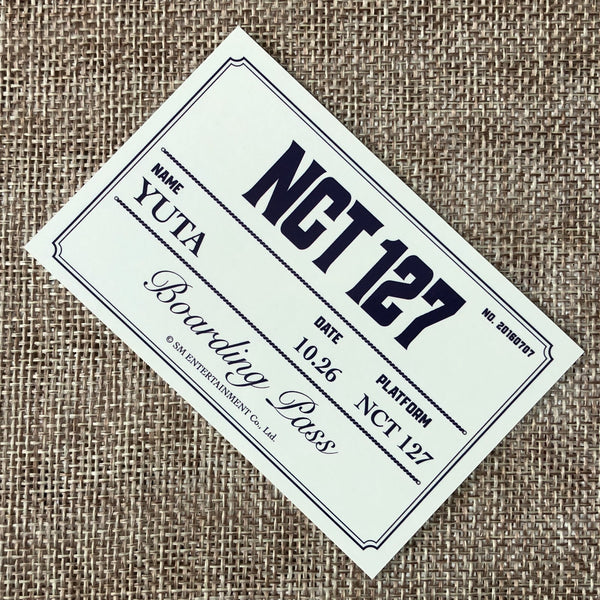 NCT 127
NO. 20160707
NAME
YUTA
DATE
10.26
PLATFORM
NCT 127
Boarding Pass
© SM ENTERTAINMENT Co., Ltd.